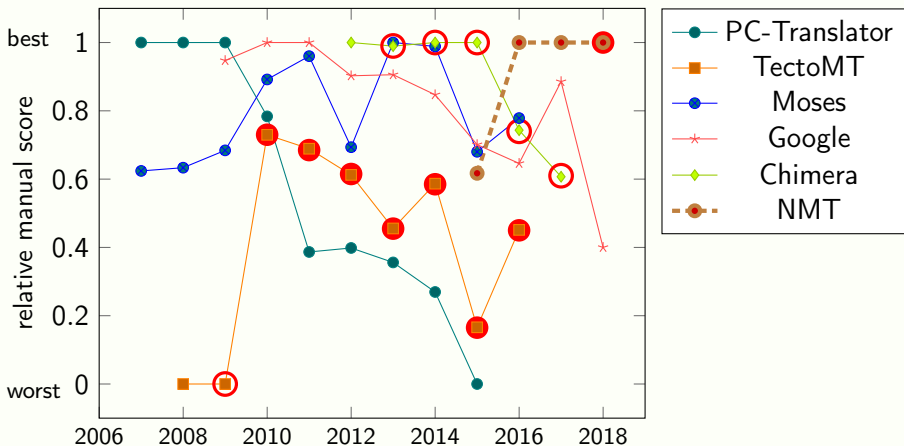 best
worst
relative manual score
1
0.8
0.6
0.4
0.2
0
2006
2008
2010
2012
2014
2016
2018
PC-Translator
TectoMT
Moses
Google
Chimera
NMT